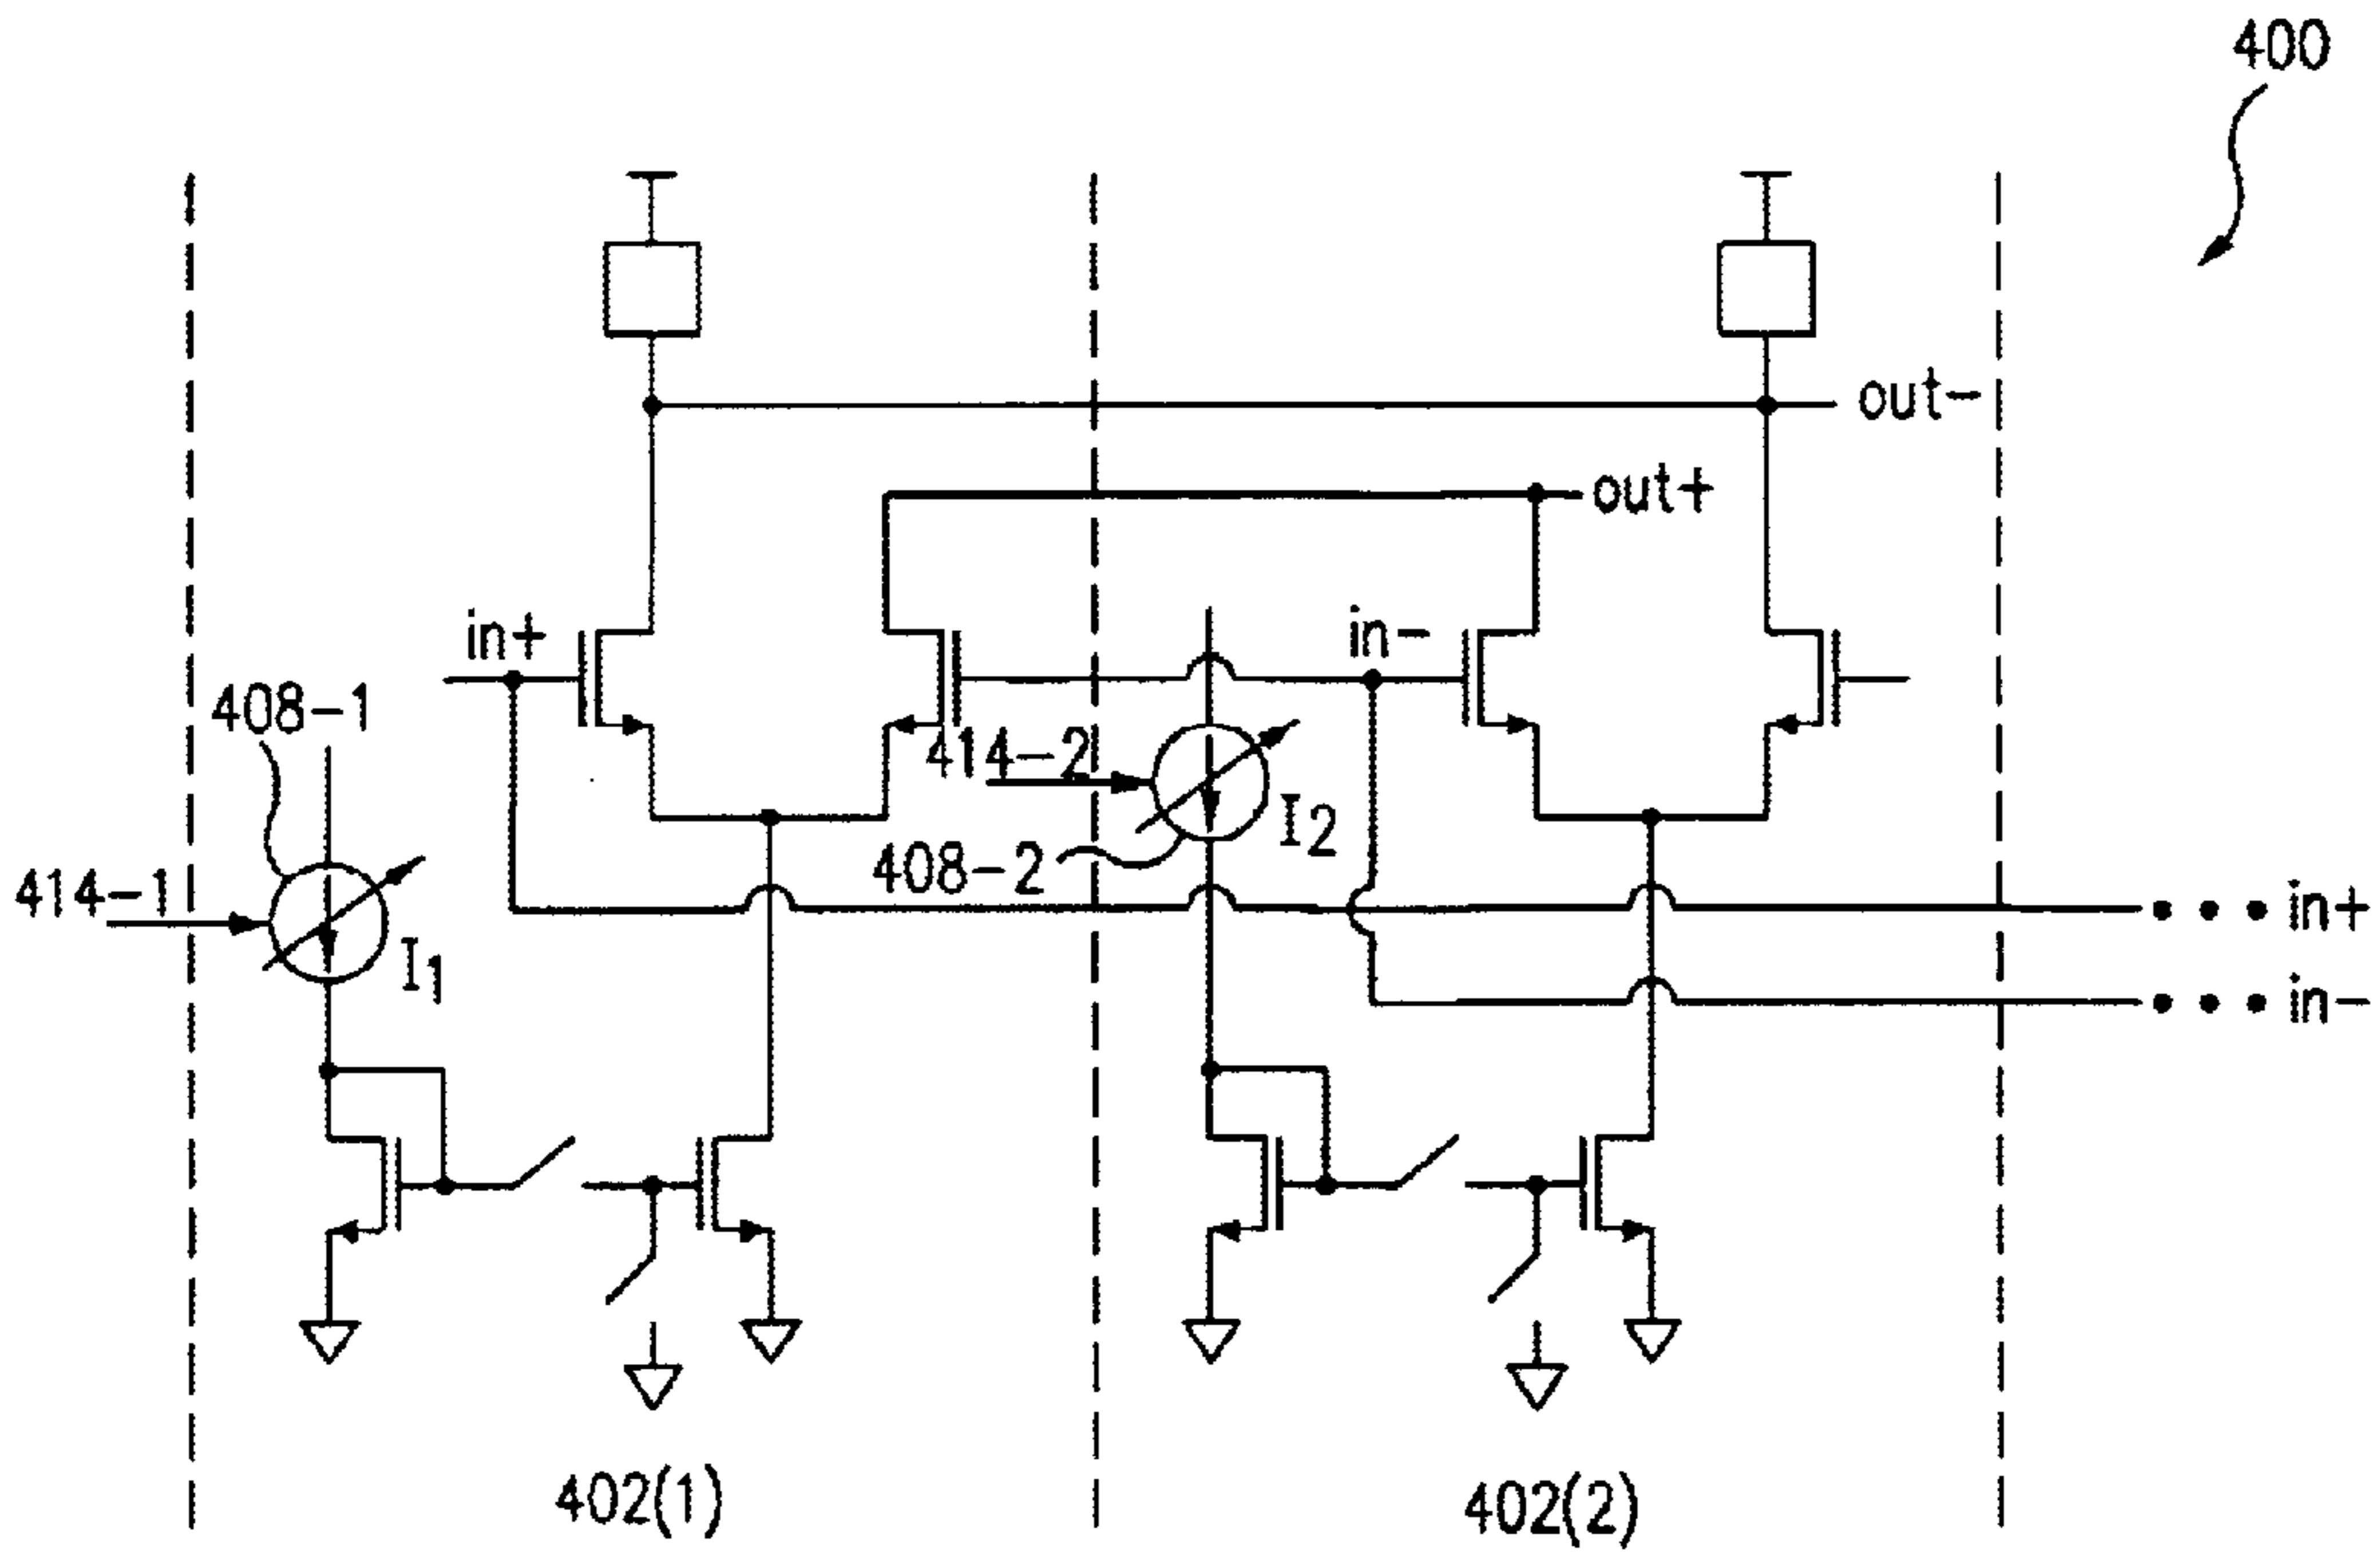 400
out-
out+
in+
in-
408-1
414-2
I2
408-2
414-1
I1
in+
in-
402(1)
402(2)